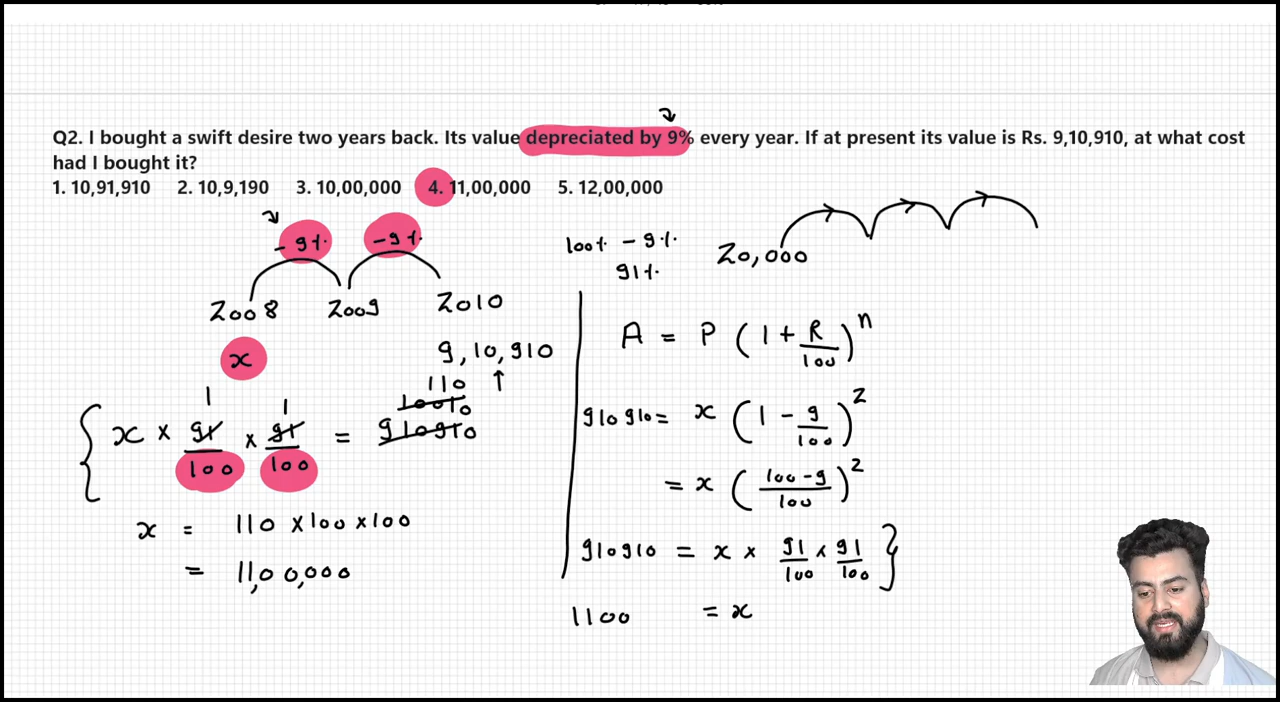 Q2. I bought a swift desire two years back. Its value depreciated by 9% every year. If at present its value is Rs. 9,10,910, at what cost
had I bought it?
1. 10,91,910 2. 10,9,190 3. 10,00,000 4. 11,00,000 5. 12,00,000
- 9% -9%
2008 2009 2010
x
9,10,910
110
1 1 10010
x × 91/100 × 91/100 = 910910
x = 110 × 100 × 100
= 11,00,000
100% - 9%
91%
20,000
A = P (1 + R/100)^n
910910 = x (1 - 9/100)^2
= x (100-9/100)^2
910910 = x × 91/100 × 91/100
1100 = x